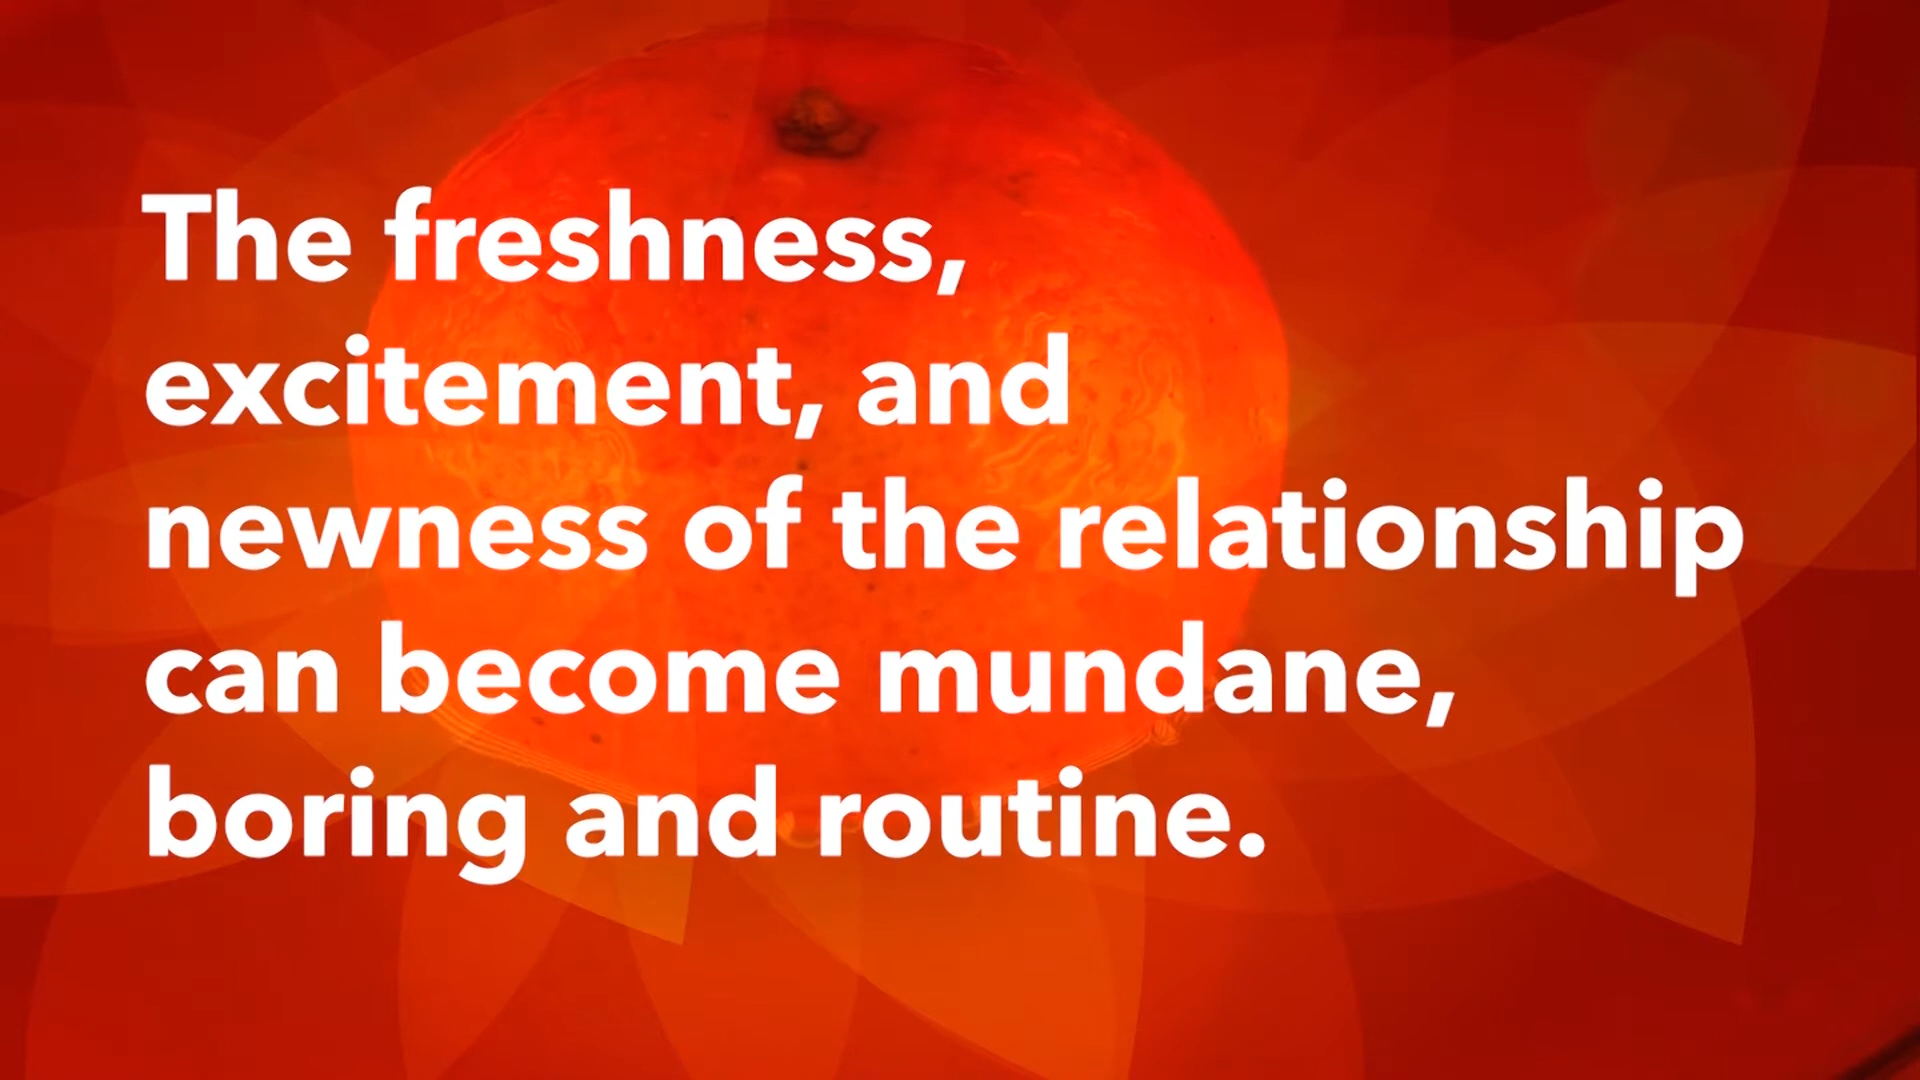 The freshness,
excitement, and
newness of the relationship
can become mundane,
boring and routine.